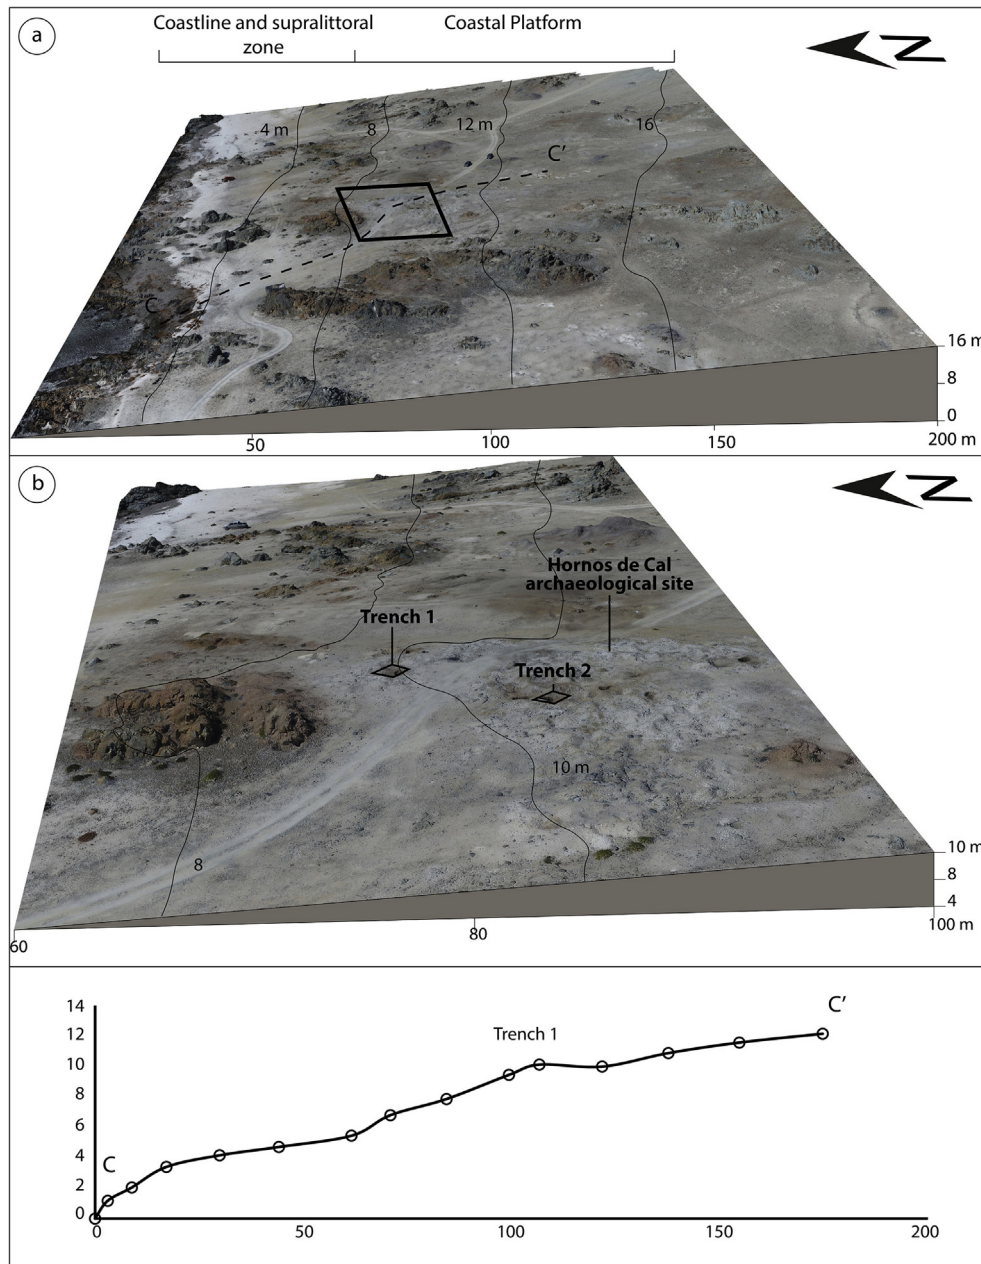 a
Coastline and supralittoral
zone
Coastal Platform
N
4 m
8
12 m
16
C'
C
16 m
8
0
50
100
150
200 m
b
N
Hornos de Cal
archaeological site
Trench 1
Trench 2
10 m
8
10 m
8
4
60
80
100 m
14
12
10
8
6
4
2
0
C
Trench 1
C'
0
50
100
150
200